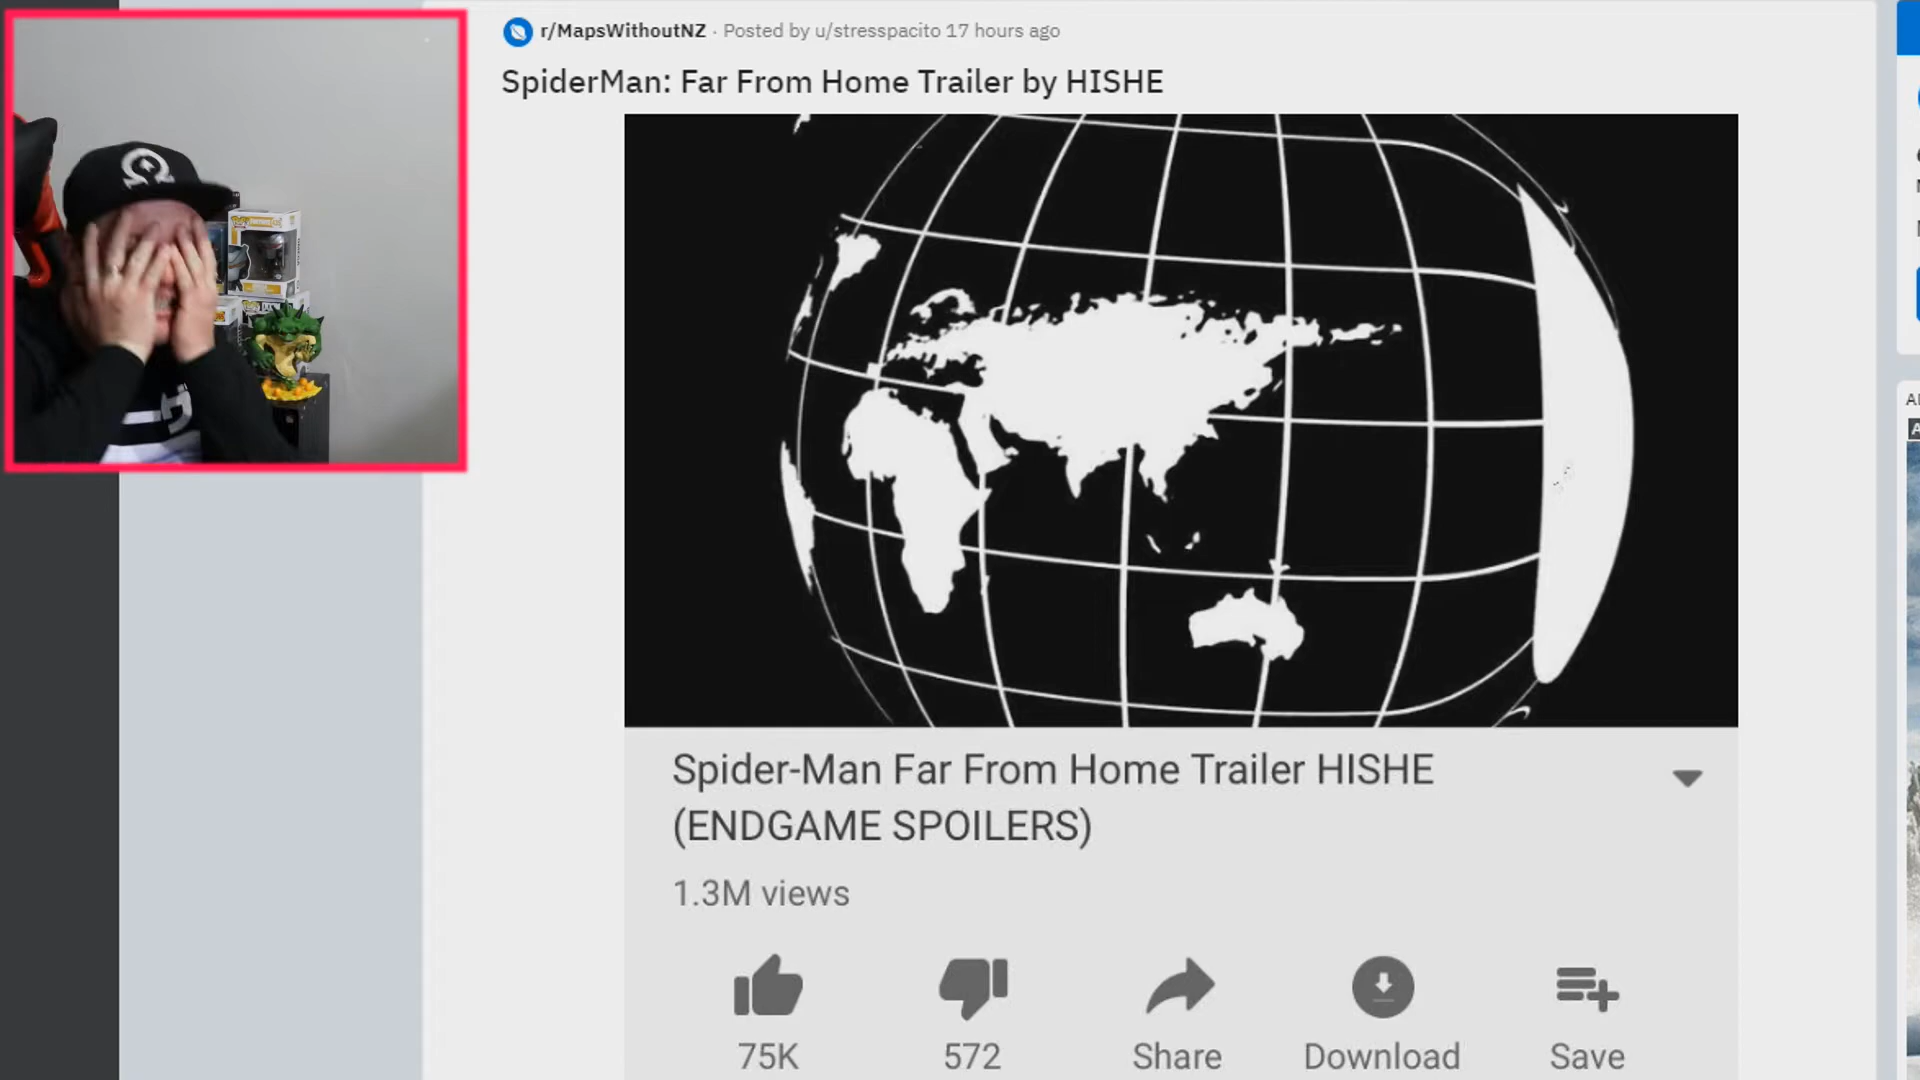 r/MapsWithoutNZ · Posted by u/stresspacito 17 hours ago
SpiderMan: Far From Home Trailer by HISHE
Spider-Man Far From Home Trailer HISHE
(ENDGAME SPOILERS)
1.3M views
75K
572
Share
Download
Save